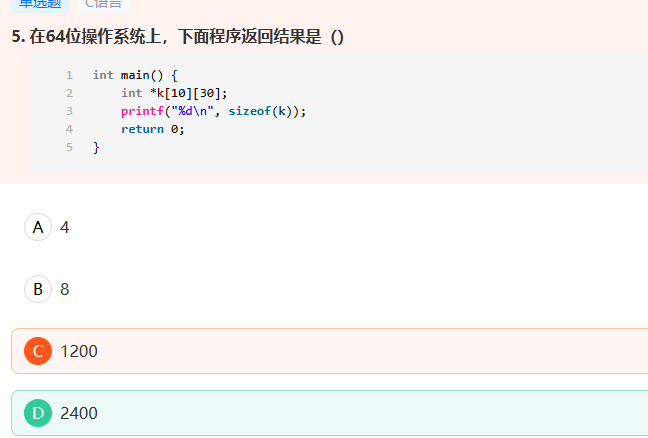 单选题 C语言
5. 在64位操作系统上，下面程序返回结果是（）
1 int main() {
2 int *k[10][30];
3 printf("%d\n", sizeof(k));
4 return 0;
5 }
A 4
B 8
C 1200
D 2400